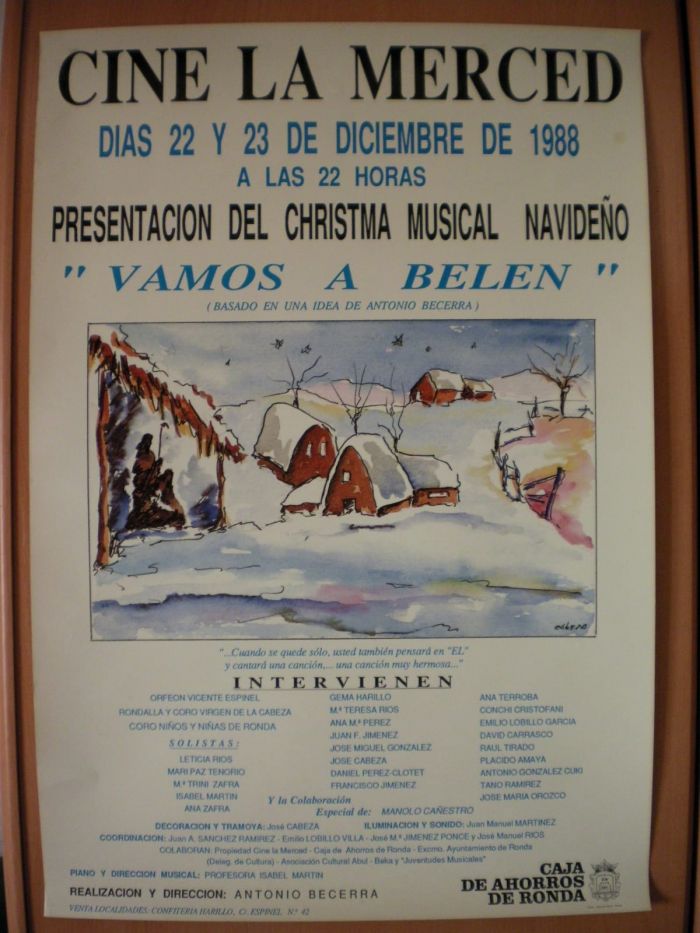 CINE LA MERCED
DIAS 22 Y 23 DE DICIEMBRE DE 1988
A LAS 22 HORAS
PRESENTACION DEL CHRISTMA MUSICAL NAVIDEÑO
" VAMOS A BELEN "
( BASADO EN UNA IDEA DE ANTONIO BECERRA )
"...Cuando se quede sólo, usted también pensará en "EL"
y cantará una canción,... una canción muy hermosa..."
INTERVIENEN
ORFEON VICENTE ESPINEL
RONDALLA Y CORO VIRGEN DE LA CABEZA
CORO NIÑOS Y NIÑAS DE RONDA
SOLISTAS:
LETICIA RIOS
MARI PAZ TENORIO
M.ª TRINI ZAFRA
ISABEL MARTIN
ANA ZAFRA
GEMA HARILLO
M.ª TERESA RIOS
ANA M.ª PEREZ
JUAN F. JIMENEZ
JOSE MIGUEL GONZALEZ
JOSE CABEZA
DANIEL PEREZ-CLOTET
FRANCISCO JIMENEZ
ANA TERROBA
CONCHI CRISTOFANI
EMILIO LOBILLO GARCIA
DAVID CARRASCO
RAUL TIRADO
PLACIDO AMAYA
ANTONIO GONZALEZ CUKI
TANO RAMIREZ
JOSE MARIA OROZCO
Y la Colaboración
Especial de: MANOLO CAÑESTRO
DECORACION Y TRAMOYA: José CABEZA ILUMINACION Y SONIDO: Juan Manuel MARTINEZ
COORDINACION: Juan A. SANCHEZ RAMIREZ - Emilio LOBILLO VILLA - José M.ª JIMENEZ PONCE y José Manuel RIOS
COLABORAN: Propiedad Cine la Merced - Caja de Ahorros de Ronda - Excmo. Ayuntamiento de Ronda
(Deleg. de Cultura) - Asociación Cultural Abul - Beka y "Juventudes Musicales"
PIANO Y DIRECCION MUSICAL: PROFESORA ISABEL MARTIN
REALIZACION Y DIRECCION: ANTONIO BECERRA
VENTA LOCALIDADES: CONFITERIA HARILLO, C/. ESPINEL N.º 42
CAJA
DE AHORROS
DE RONDA